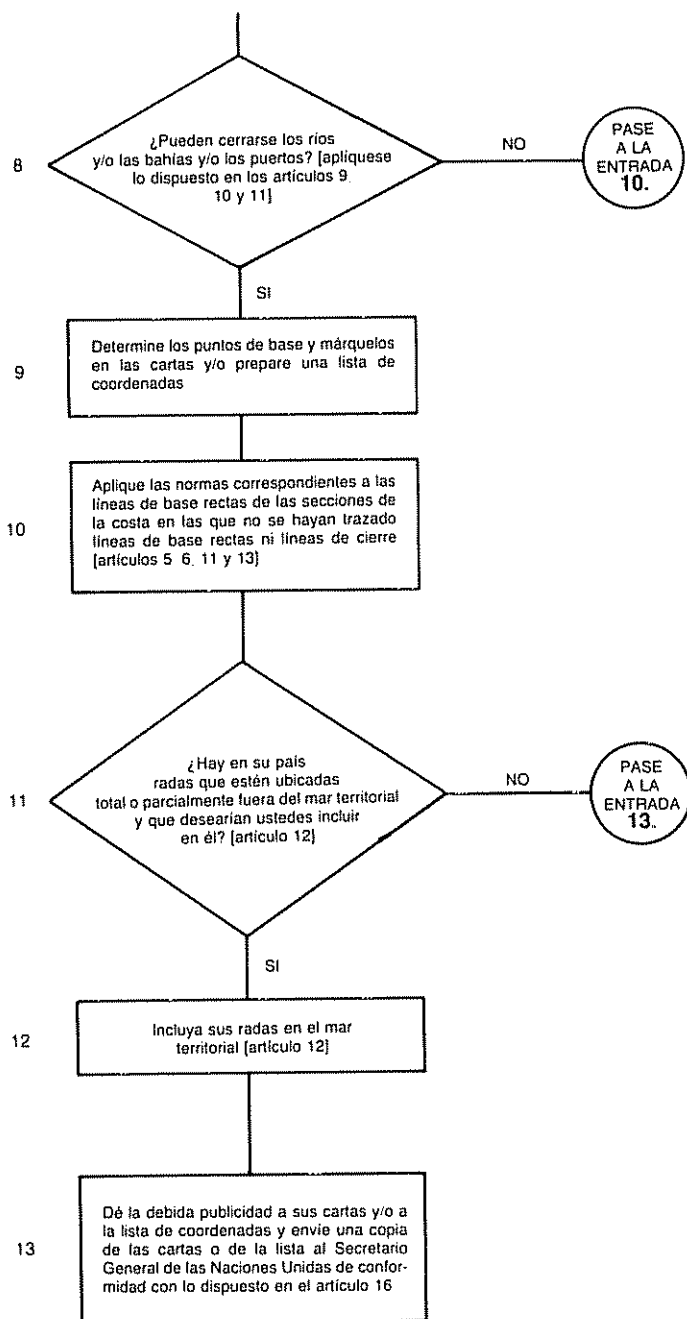 8
¿Pueden cerrarse los ríos
y/o las bahías y/o los puertos? [aplíquese
lo dispuesto en los artículos 9,
10 y 11]
NO
PASE
A LA
ENTRADA
10.
SI
9
Determine los puntos de base y márquelos
en las cartas y/o prepare una lista de
coordenadas
10
Aplique las normas correspondientes a las
líneas de base rectas de las secciones de
la costa en las que no se hayan trazado
líneas de base rectas ni líneas de cierre
[artículos 5 6, 11 y 13]
11
¿Hay en su país
radas que estén ubicadas
total o parcialmente fuera del mar territorial
y que desearían ustedes incluir
en él? [artículo 12]
NO
PASE
A LA
ENTRADA
13.
SI
12
Incluya sus radas en el mar
territorial [artículo 12]
13
Dé la debida publicidad a sus cartas y/o a
la lista de coordenadas y envíe una copia
de las cartas o de la lista al Secretario
General de las Naciones Unidas de confor-
midad con lo dispuesto en el artículo 16